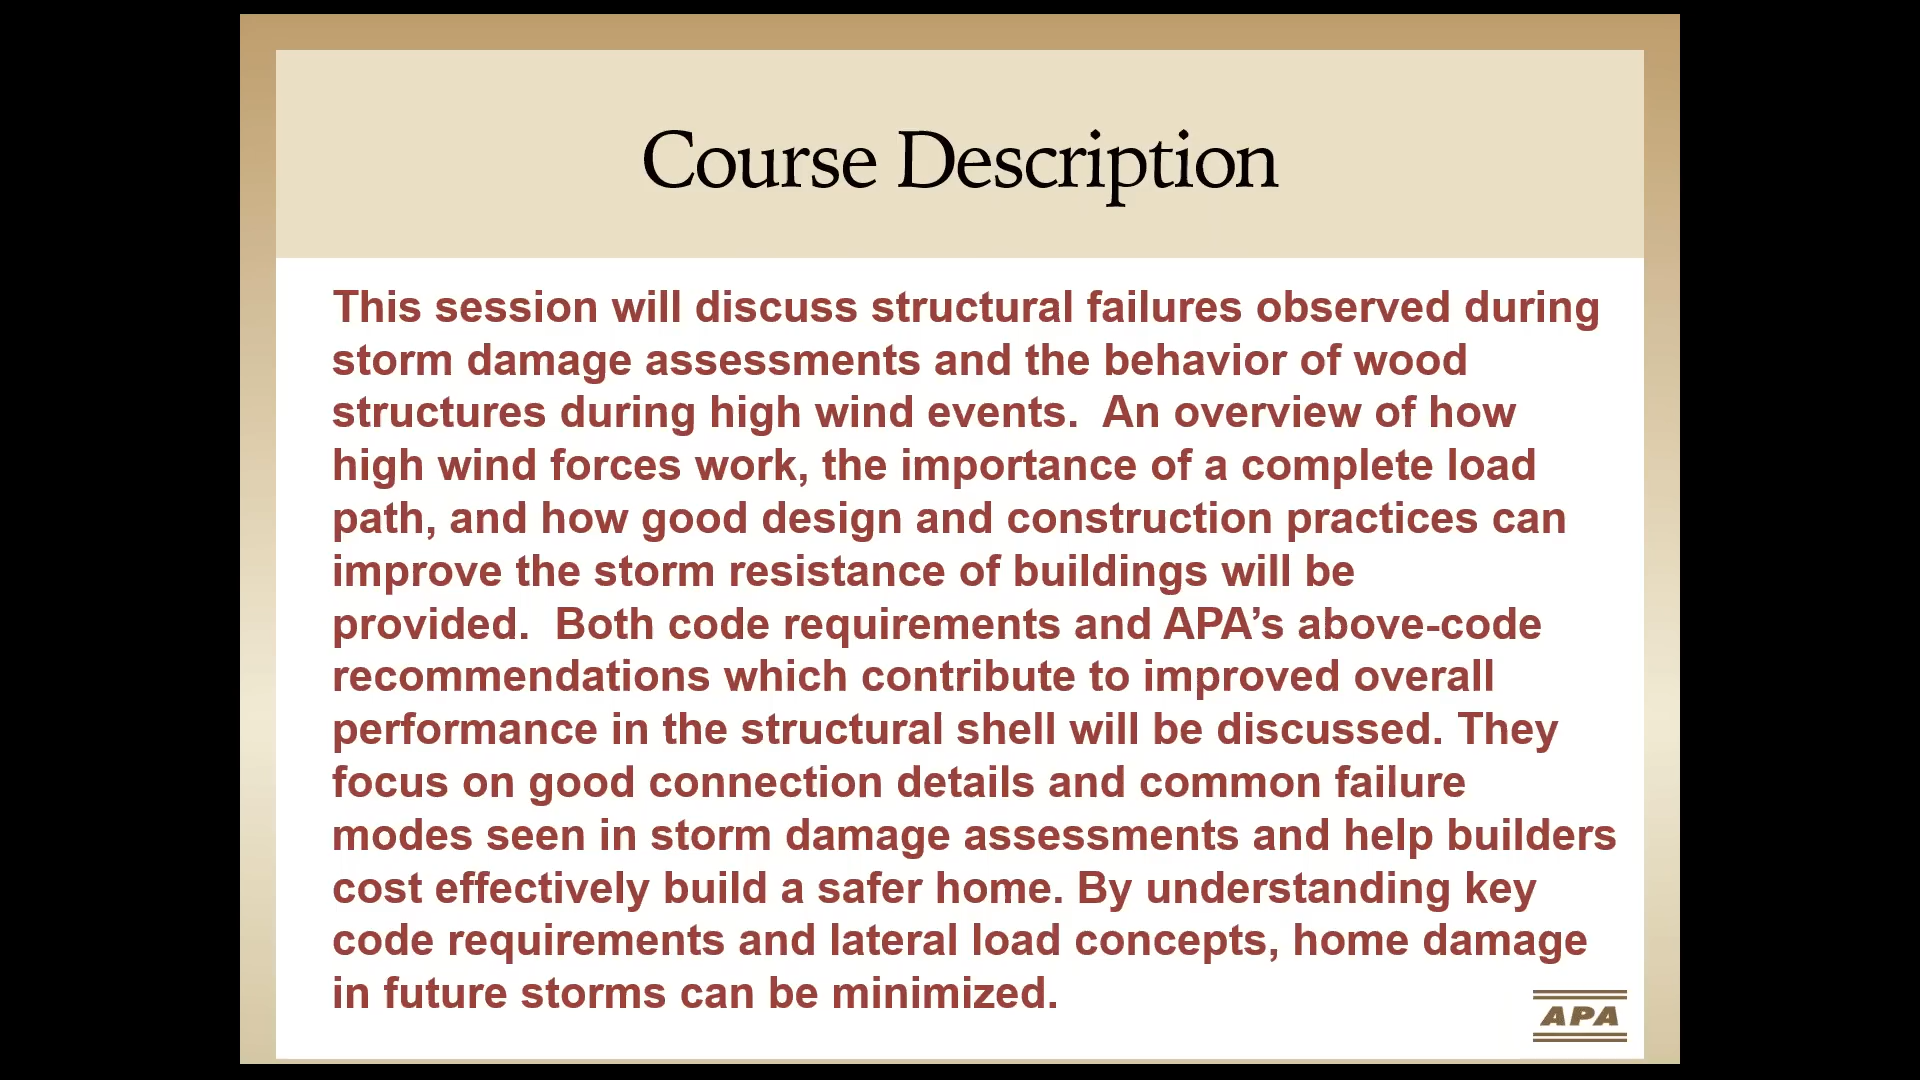 Course Description
This session will discuss structural failures observed during
storm damage assessments and the behavior of wood
structures during high wind events.  An overview of how
high wind forces work, the importance of a complete load
path, and how good design and construction practices can
improve the storm resistance of buildings will be
provided.  Both code requirements and APA’s above-code
recommendations which contribute to improved overall
performance in the structural shell will be discussed. They
focus on good connection details and common failure
modes seen in storm damage assessments and help builders
cost effectively build a safer home. By understanding key
code requirements and lateral load concepts, home damage
in future storms can be minimized.
APA